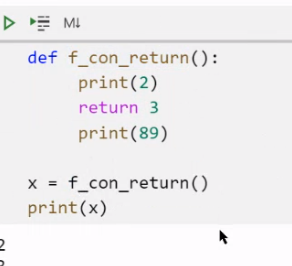 M↓
def f_con_return():
    print(2)
    return 3
    print(89)
x = f_con_return()
print(x)
2